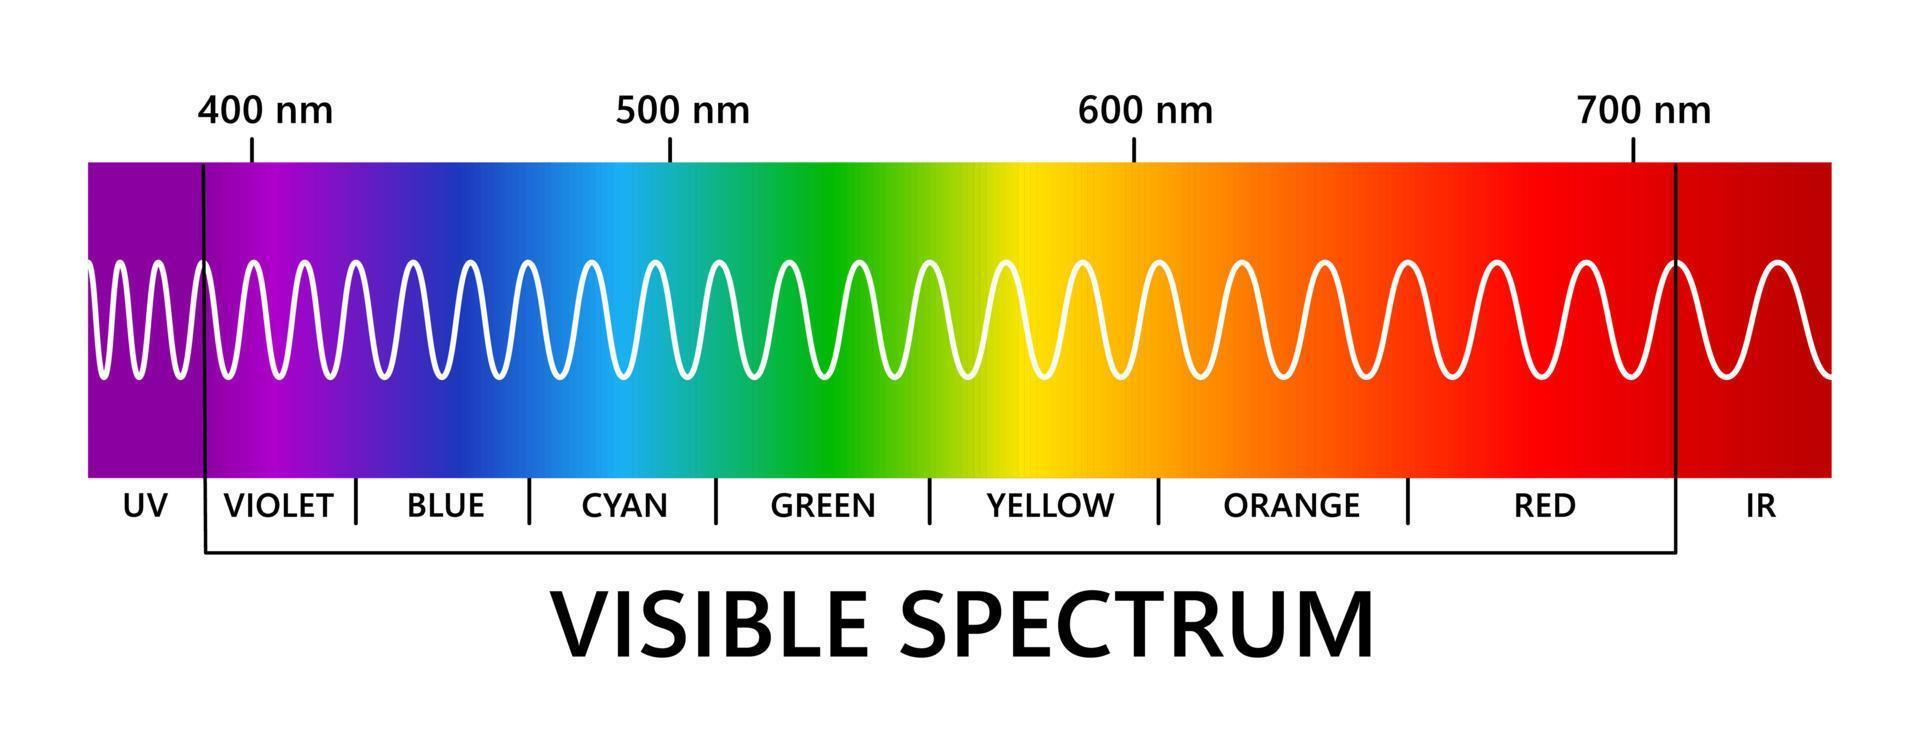 400 nm 500 nm 600 nm 700 nm
UV VIOLET BLUE CYAN GREEN YELLOW ORANGE RED IR
VISIBLE SPECTRUM